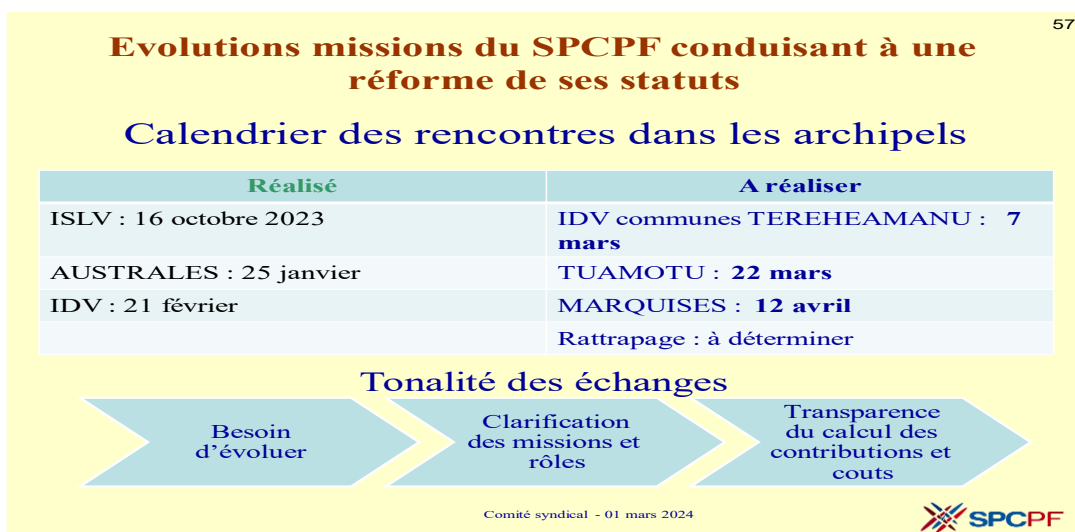 57
Evolutions missions du SPCPF conduisant à une
réforme de ses statuts
Calendrier des rencontres dans les archipels
Réalisé
A réaliser
ISLV : 16 octobre 2023
IDV communes TEREHEAMANU : 7
mars
AUSTRALES : 25 janvier
TUAMOTU : 22 mars
IDV : 21 février
MARQUISES : 12 avril
Rattrapage : à déterminer
Tonalité des échanges
Besoin
d’évoluer
Clarification
des missions et
rôles
Transparence
du calcul des
contributions et
couts
Comité syndical - 01 mars 2024
SPCPF